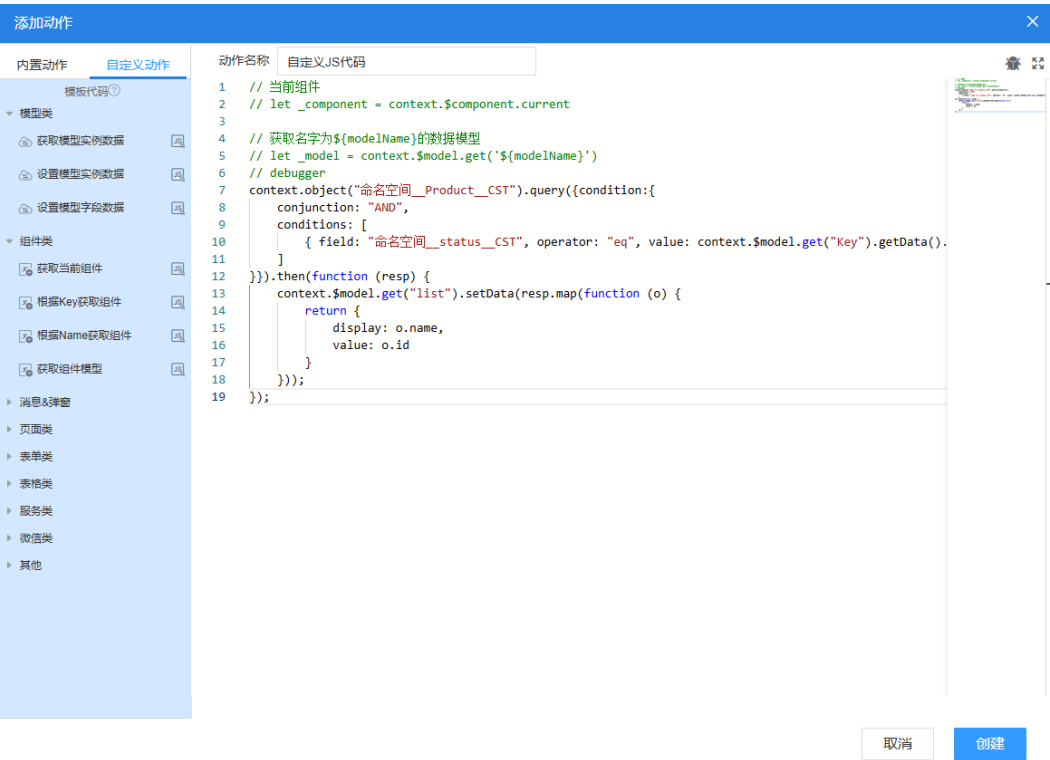 添加动作
内置动作
自定义动作
模板代码
模型类
获取模型实例数据
设置模型实例数据
设置模型字段数据
组件类
获取当前组件
根据Key获取组件
根据Name获取组件
获取组件模型
消息&弹窗
页面类
表单类
表格类
服务类
微信类
其他
动作名称 自定义JS代码
1 // 当前组件
2 // let _component = context.$component.current
3
4 // 获取名字为${modelName}的数据模型
5 // let _model = context.$model.get('${modelName}')
6 // debugger
7 context.object("命名空间__Product__CST").query({condition:{
8 conjunction: "AND",
9 conditions: [
10 { field: "命名空间__status__CST", operator: "eq", value: context.$model.get("Key").getData().
11 ]
12 }}).then(function (resp) {
13 context.$model.get("list").setData(resp.map(function (o) {
14 return {
15 display: o.name,
16 value: o.id
17 }
18 }));
19 });
取消
创建